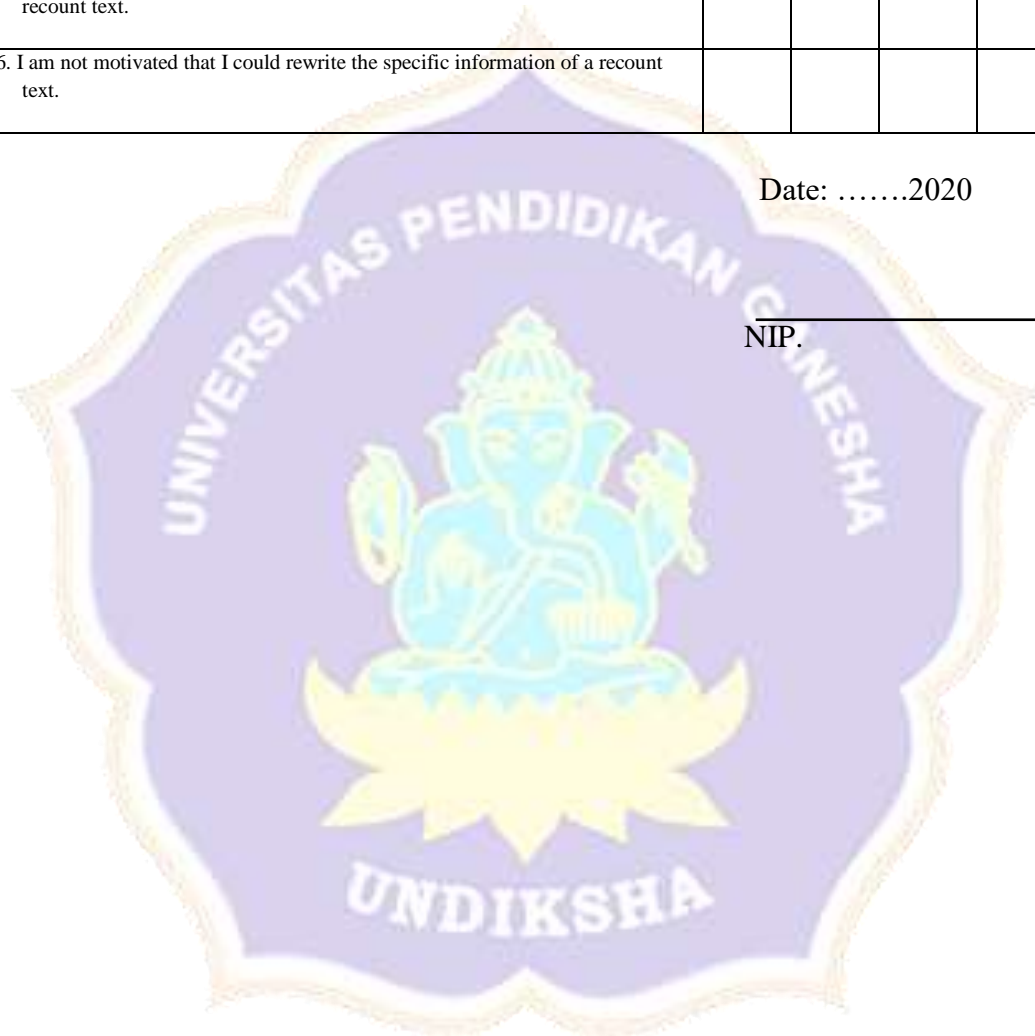 recount text.
6. I am not motivated that I could rewrite the specific information of a recount
text.
Date: …….2020
NIP.
UNIVERSITAS PENDIDIKAN GANESHA
UNDIKSHA